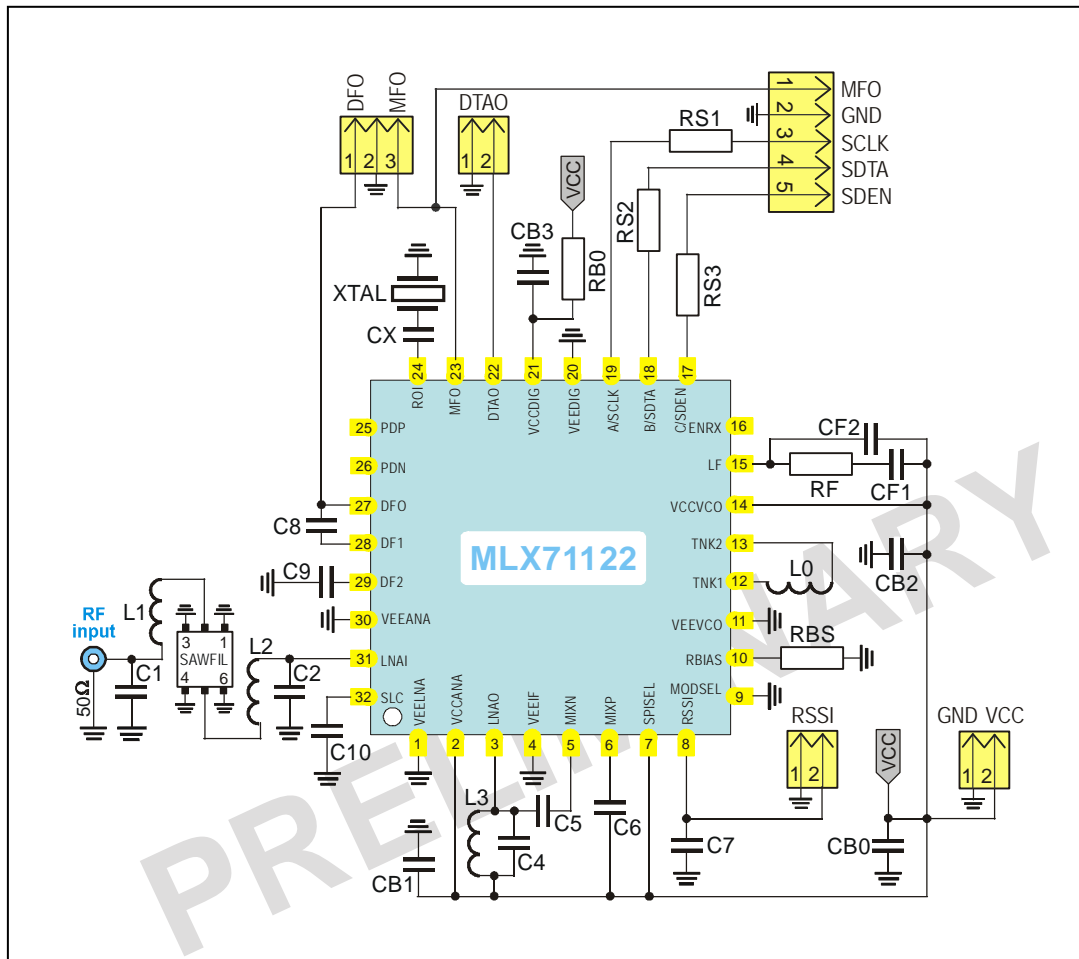 DFO
MFO
DTAO
1 2 3
1 2
1 MFO
2 GND
3 SCLK
4 SDTA
5 SDEN
RS1
RS2
RS3
VCC
CB3
RB0
XTAL
CX
24 23 22 21 20 19 18 17
ROI MFO DTAO VCCDIG VEEDIG A/SCLK B/SDTA C/SDEN
25 PDP
26 PDN
27 DFO
28 DF1
29 DF2
30 VEEANA
31 LNAI
32 SLC
ENRX 16
LF 15
VCCVCO 14
TNK2 13
TNK1 12
VEEVCO 11
RBIAS 10
MODSEL 9
MLX71122
CF2
RF
CF1
CB2
L0
RBS
C8
C9
L1
RF
input
50Ω
C1
3 1
SAWFIL
4 6
L2
C2
C10
VEELNA VCCANA LNAO VEEIF MIXN MIXP SPISEL RSSI
1 2 3 4 5 6 7 8
L3
C4
C5
C6
C7
CB1
RSSI
1 2
VCC
CB0
GND VCC
1 2
PRELIMINARY